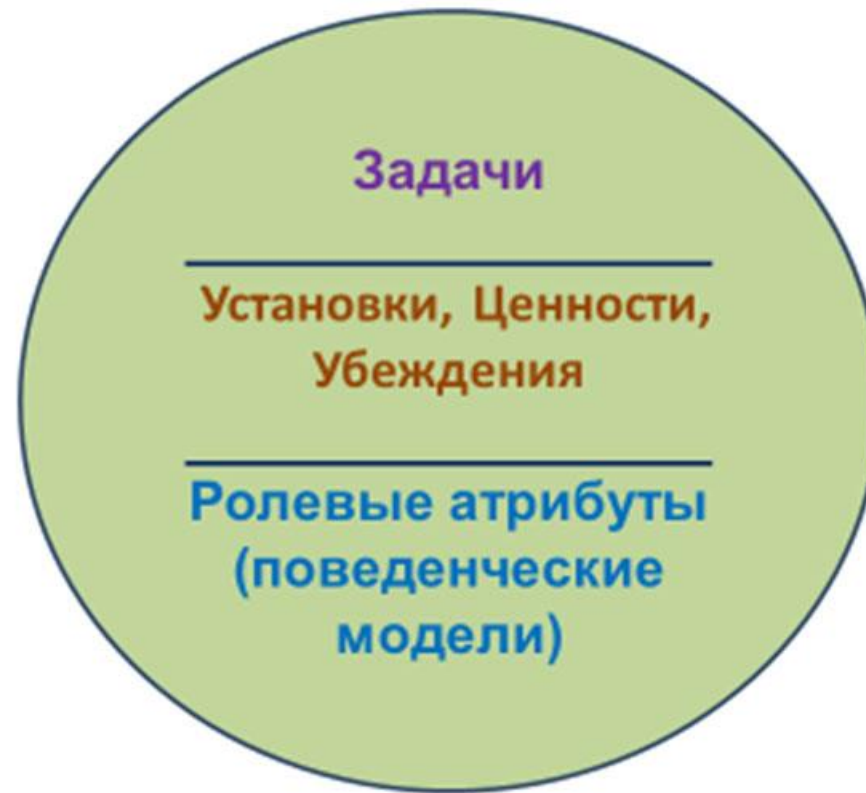 Задачи
Установки, Ценности,
Убеждения
Ролевые атрибуты
(поведенческие
модели)